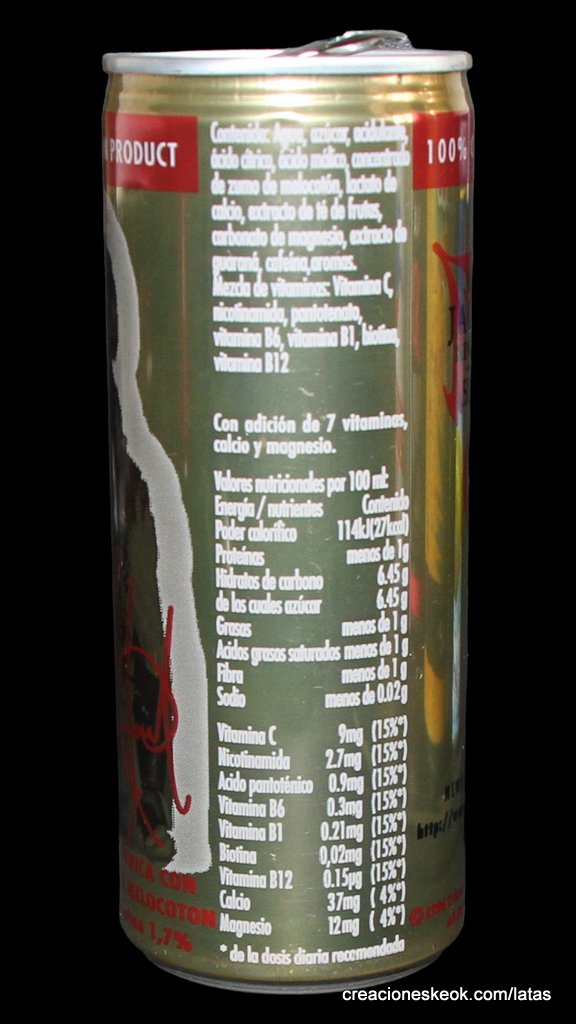 PRODUCT
100%
Contenido: Agua, azúcar, acidulante,
ácido cítrico, ácido málico, concentrado
de zumo de melocotón, lactato de
calcio, extracto de té de frutas,
carbonato de magnesio, extracto de
guaraná, cafeína,aromas.
Mezcla de vitaminas: Vitamina C,
nicotinamida, pantotenato,
vitamina B6, vitamina B1, biotina,
vitamina B12
Con adición de 7 vitaminas,
calcio y magnesio.
Valores nutricionales por 100 ml:
Energía / nutrientes Contenido
Poder calorífico 114kJ(27kcal)
Proteínas menos de 1g
Hidratos de carbono 6.45g
de los cuales azúcar 6.45g
Grasas menos de 1g
Acidos grasos saturados menos de 1g
Fibra menos de 1g
Sodio menos de 0.02g
Vitamina C 9mg (15%*)
Nicotinamida 2.7mg (15%*)
Acido pantoténico 0.9mg (15%*)
Vitamina B6 0.3mg (15%*)
Vitamina B1 0.21mg (15%*)
Biotina 0,02mg (15%*)
Vitamina B12 0.15µg (15%*)
Calcio 37mg ( 4%*)
Magnesio 12mg ( 4%*)
* de la dosis diaria recomendada
CON
MELOCOTON
1,7%
http://w
© 1996
creacioneskeok.com/latas